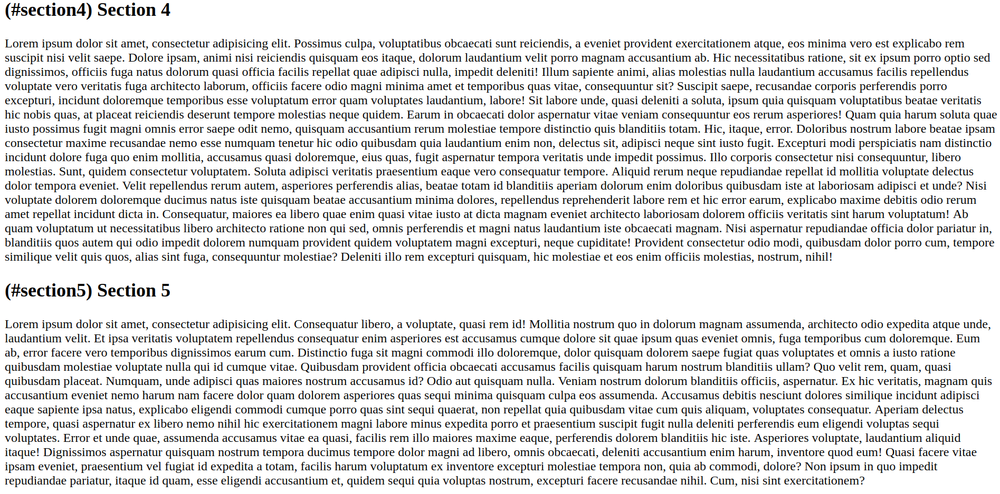 (#section4) Section 4
Lorem ipsum dolor sit amet, consectetur adipisicing elit. Possimus culpa, voluptatibus obcaecati sunt reiciendis, a eveniet provident exercitationem atque, eos minima vero est explicabo rem
suscipit nisi velit saepe. Dolore ipsam, animi nisi reiciendis quisquam eos itaque, dolorum laudantium velit porro magnam accusantium ab. Hic necessitatibus ratione, sit ex ipsum porro optio sed
dignissimos, officiis fuga natus dolorum quasi officia facilis repellat quae adipisci nulla, impedit deleniti! Illum sapiente animi, alias molestias nulla laudantium accusamus facilis repellendus
voluptate vero veritatis fuga architecto laborum, officiis facere odio magni minima amet et temporibus quas vitae, consequuntur sit? Suscipit saepe, recusandae corporis perferendis porro
excepturi, incidunt doloremque temporibus esse voluptatum error quam voluptates laudantium, labore! Sit labore unde, quasi deleniti a soluta, ipsum quia quisquam voluptatibus beatae veritatis
hic nobis quas, at placeat reiciendis deserunt tempore molestias neque quidem. Earum in obcaecati dolor aspernatur vitae veniam consequuntur eos rerum asperiores! Quam quia harum soluta quae
iusto possimus fugit magni omnis error saepe odit nemo, quisquam accusantium rerum molestiae tempore distinctio quis blanditiis totam. Hic, itaque, error. Doloribus nostrum labore beatae ipsam
consectetur maxime recusandae nemo esse numquam tenetur hic odio quibusdam quia laudantium enim non, delectus sit, adipisci neque sint iusto fugit. Excepturi modi perspiciatis nam distinctio
incidunt dolore fuga quo enim mollitia, accusamus quasi doloremque, eius quas, fugit aspernatur tempora veritatis unde impedit possimus. Illo corporis consectetur nisi consequuntur, libero
molestias. Sunt, quidem consectetur voluptatem. Soluta adipisci veritatis praesentium eaque vero consequatur tempore. Aliquid rerum neque repudiandae repellat id mollitia voluptate delectus
dolor tempora eveniet. Velit repellendus rerum autem, asperiores perferendis alias, beatae totam id blanditiis aperiam dolorum enim doloribus quibusdam iste at laboriosam adipisci et unde? Nisi
voluptate dolorem doloremque ducimus natus iste quisquam beatae accusantium minima dolores, repellendus reprehenderit labore rem et hic error earum, explicabo maxime debitis odio rerum
amet repellat incidunt dicta in. Consequatur, maiores ea libero quae enim quasi vitae iusto at dicta magnam eveniet architecto laboriosam dolorem officiis veritatis sint harum voluptatum! Ab
quam voluptatum ut necessitatibus libero architecto ratione non qui sed, omnis perferendis et magni natus laudantium iste obcaecati magnam. Nisi aspernatur repudiandae officia dolor pariatur in,
blanditiis quos autem qui odio impedit dolorem numquam provident quidem voluptatem magni excepturi, neque cupiditate! Provident consectetur odio modi, quibusdam dolor porro cum, tempore
similique velit quis quos, alias sint fuga, consequuntur molestiae? Deleniti illo rem excepturi quisquam, hic molestiae et eos enim officiis molestias, nostrum, nihil!
(#section5) Section 5
Lorem ipsum dolor sit amet, consectetur adipisicing elit. Consequatur libero, a voluptate, quasi rem id! Mollitia nostrum quo in dolorum magnam assumenda, architecto odio expedita atque unde,
laudantium velit. Et ipsa veritatis voluptatem repellendus consequatur enim asperiores est accusamus cumque dolore sit quae ipsum quas eveniet omnis, fuga temporibus cum doloremque. Eum
ab, error facere vero temporibus dignissimos earum cum. Distinctio fuga sit magni commodi illo doloremque, dolor quisquam dolorem saepe fugiat quas voluptates et omnis a iusto ratione
quibusdam molestiae voluptate nulla qui id cumque vitae. Quibusdam provident officia obcaecati accusamus facilis quisquam harum nostrum blanditiis ullam? Quo velit rem, quam, quasi
quibusdam placeat. Numquam, unde adipisci quas maiores nostrum accusamus id? Odio aut quisquam nulla. Veniam nostrum dolorum blanditiis officiis, aspernatur. Ex hic veritatis, magnam quis
accusantium eveniet nemo harum nam facere dolor quam dolorem asperiores quas sequi minima quisquam culpa eos assumenda. Accusamus debitis nesciunt dolores similique incidunt adipisci
eaque sapiente ipsa natus, explicabo eligendi commodi cumque porro quas sint sequi quaerat, non repellat quia quibusdam vitae cum quis aliquam, voluptates consequatur. Aperiam delectus
tempore, quasi aspernatur ex libero nemo nihil hic exercitationem magni labore minus expedita porro et praesentium suscipit fugit nulla deleniti perferendis eum eligendi voluptas sequi
voluptates. Error et unde quae, assumenda accusamus vitae ea quasi, facilis rem illo maiores maxime eaque, perferendis dolorem blanditiis hic iste. Asperiores voluptate, laudantium aliquid
itaque! Dignissimos aspernatur quisquam nostrum tempora ducimus tempore dolor magni ad libero, omnis obcaecati, deleniti accusantium enim harum, inventore quod eum! Quasi facere vitae
ipsam eveniet, praesentium vel fugiat id expedita a totam, facilis harum voluptatum ex inventore excepturi molestiae tempora non, quia ab commodi, dolore? Non ipsum in quo impedit
repudiandae pariatur, itaque id quam, esse eligendi accusantium et, quidem sequi quia voluptas nostrum, excepturi facere recusandae nihil. Cum, nisi sint exercitationem?